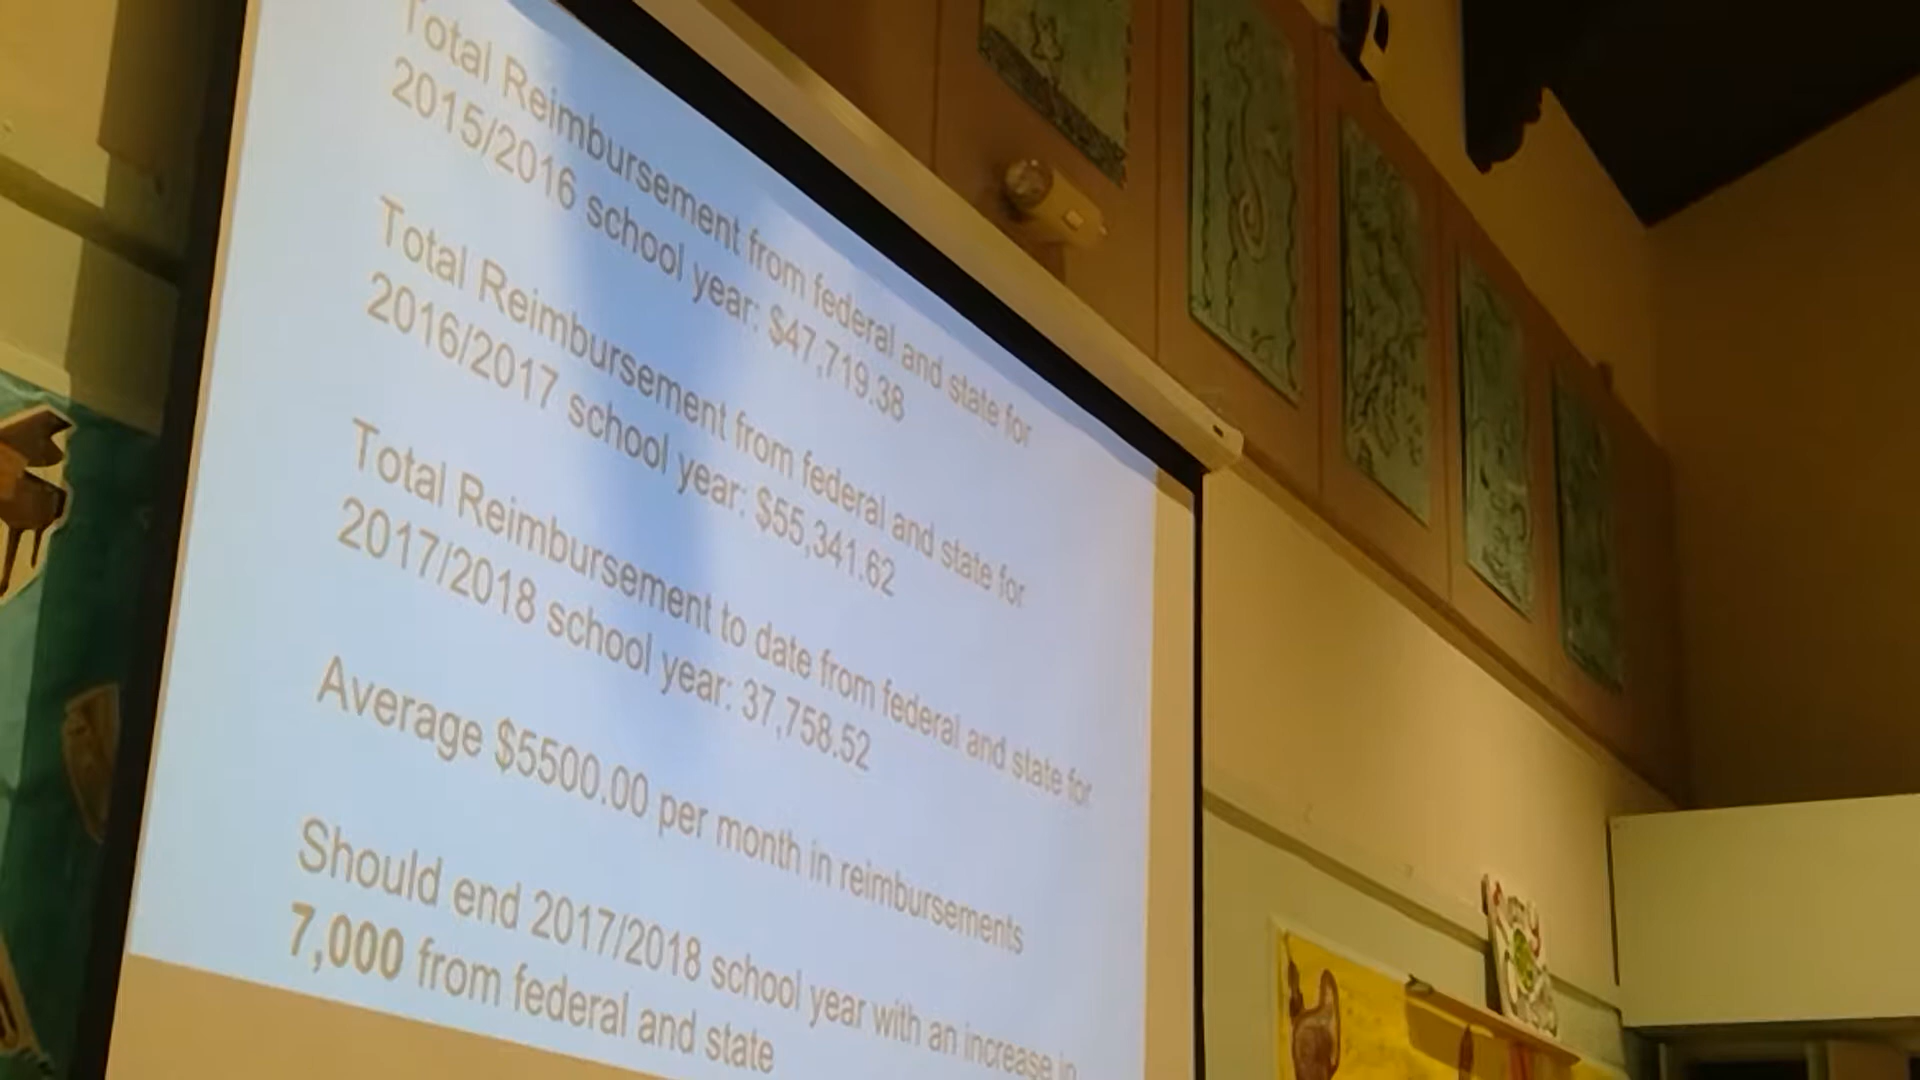 Total Reimbursement from federal and state for
2015/2016 school year: $47,719.38
Total Reimbursement from federal and state for
2016/2017 school year: $55,341.62
Total Reimbursement to date from federal and state for
2017/2018 school year: 37,758.52
Average $5500.00 per month in reimbursements
Should end 2017/2018 school year with an increase in
7,000 from federal and state